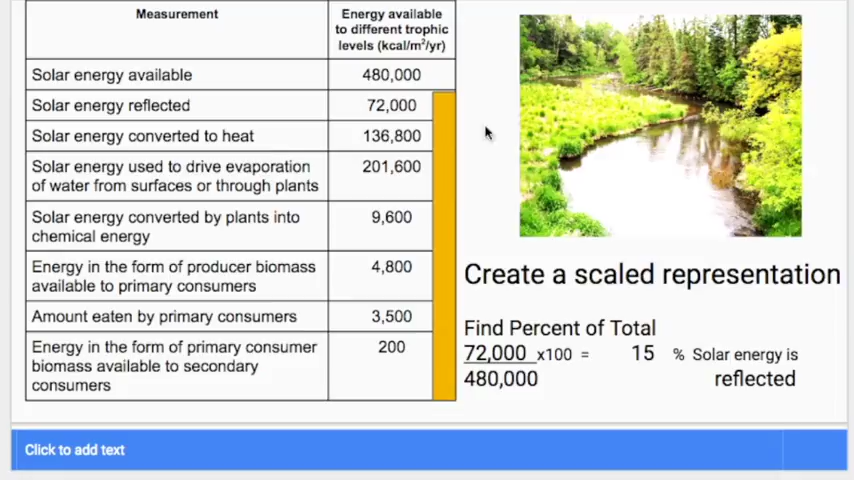 Measurement
Energy available
to different trophic
levels (kcal/m²/yr)
Solar energy available 480,000
Solar energy reflected 72,000
Solar energy converted to heat 136,800
Solar energy used to drive evaporation 201,600
of water from surfaces or through plants
Solar energy converted by plants into 9,600
chemical energy
Energy in the form of producer biomass 4,800
available to primary consumers
Amount eaten by primary consumers 3,500
Energy in the form of primary consumer 200
biomass available to secondary
consumers
Create a scaled representation
Find Percent of Total
72,000 x100 = 15 % Solar energy is
480,000 reflected
Click to add text